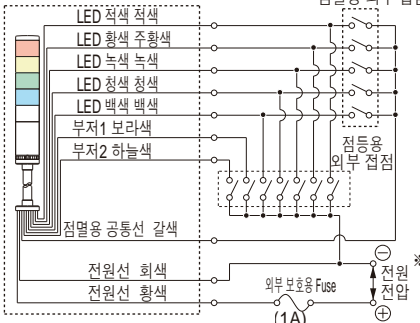 LED 적색 적색
LED 황색 주황색
LED 녹색 녹색
LED 청색 청색
LED 백색 백색
부저1 보라색
부저2 하늘색
점등용
외부 접점
점멸용 공통선 갈색
전원선 회색
전원선 황색
외부 보호용 Fuse
(1A)
⊖
전원 ※
전압
⊕